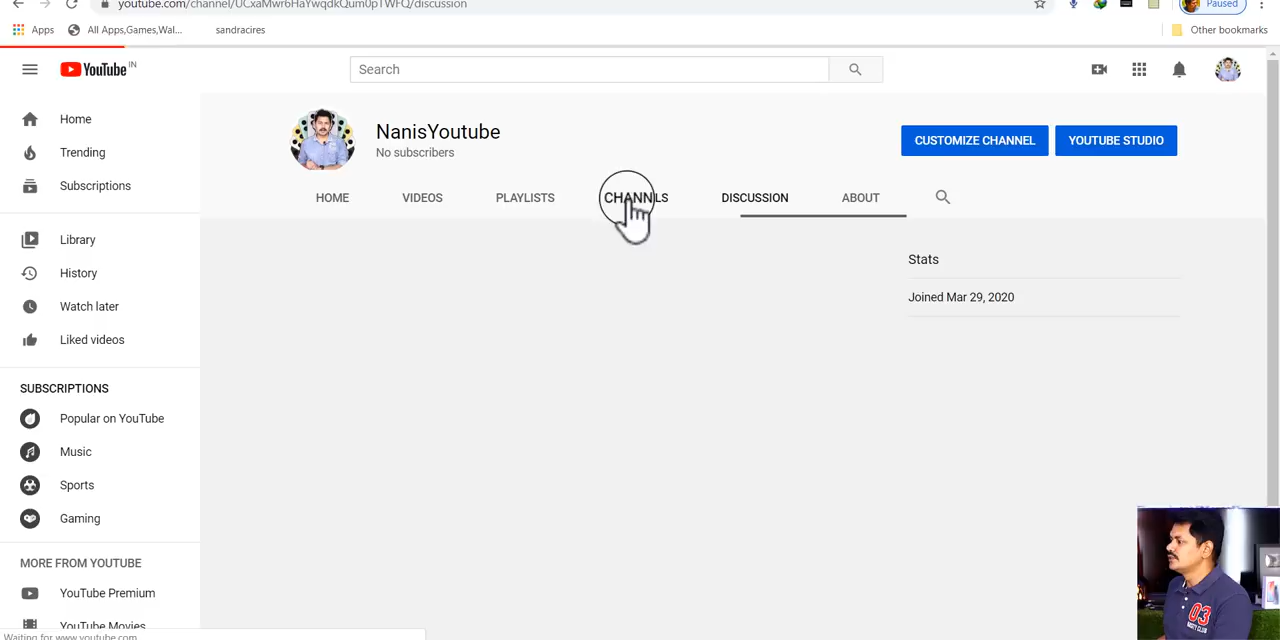 youtube.com/channel/UCxaMwr6HaYwqdkQum0p1WFQ/discussion
Paused
Apps
All Apps,Games,Wal...
sandracires
Other bookmarks
YouTube IN
Search
Home
Trending
Subscriptions
Library
History
Watch later
Liked videos
SUBSCRIPTIONS
Popular on YouTube
Music
Sports
Gaming
MORE FROM YOUTUBE
YouTube Premium
YouTube Movies
Waiting for www.youtube.com
NanisYoutube
No subscribers
CUSTOMIZE CHANNEL
YOUTUBE STUDIO
HOME
VIDEOS
PLAYLISTS
CHANNELS
DISCUSSION
ABOUT
Stats
Joined Mar 29, 2020
03